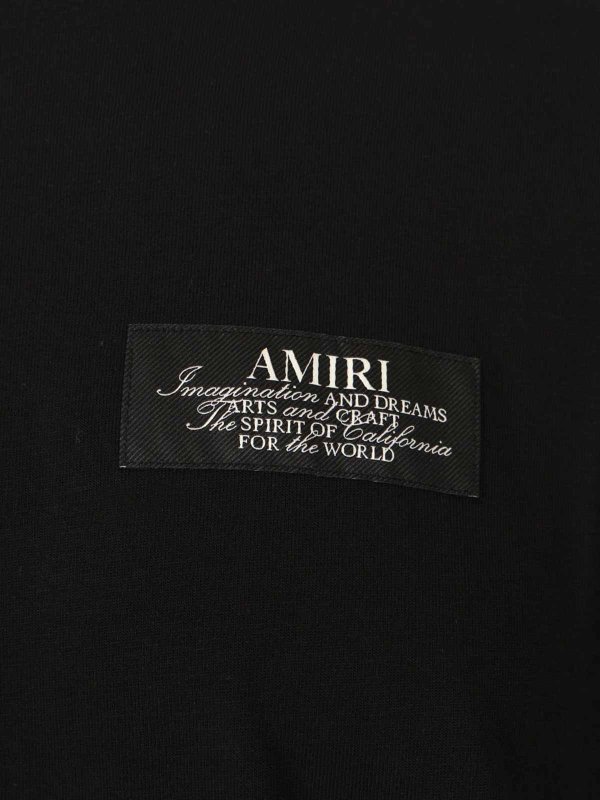 AMIRI
Imagination AND DREAMS
ARTS and CRAFT
The SPIRIT OF California
FOR the WORLD